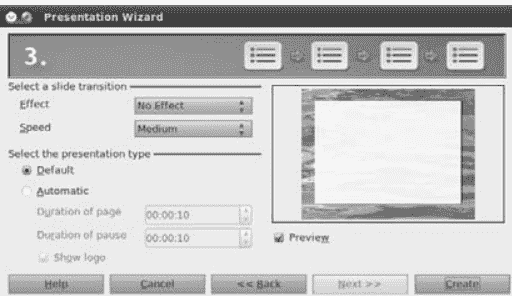 Presentation Wizard
3.
Select a slide transition
Effect No Effect
Speed Medium
Select the presentation type
Default
Automatic
Duration of page 00:00:10
Duration of pause 00:00:10
Show logo
Preview
Help Cancel << Back Next >> Create